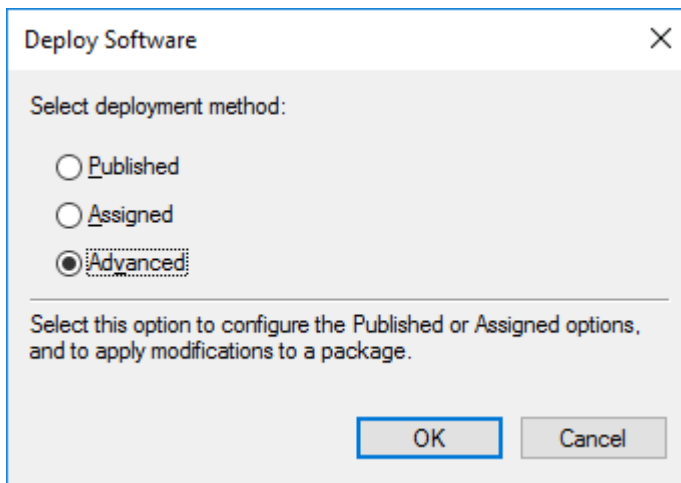 Deploy Software
Select deployment method:
Published
Assigned
Advanced
Select this option to configure the Published or Assigned options,
and to apply modifications to a package.
OK
Cancel